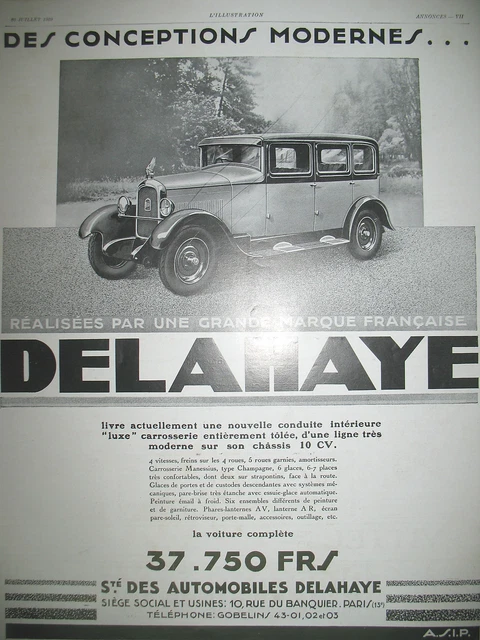 L'ILLUSTRATION
ANNONCES — VII
DES CONCEPTIONS MODERNES...
RÉALISÉES PAR UNE GRANDE MARQUE FRANÇAISE
DELAHAYE
livre actuellement une nouvelle conduite intérieure
"luxe" carrosserie entièrement tôlée, d'une ligne très
moderne sur son châssis 10 CV.
4 vitesses, freins sur les 4 roues, 5 roues garnies, amortisseurs.
Carrosserie Manessius, type Champagne, 6 glaces, 6-7 places
très confortables, dont deux sur strapontins, face à la route.
Glaces de portes et de custodes descendantes avec systèmes mé-
caniques, pare-brise très étanche avec essuie-glace automatique.
Peinture émail à froid. Six ensembles différents de peinture
et de garniture. Phares-lanternes AV, lanterne AR, écran
pare-soleil, rétroviseur, porte-malle, accessoires, outillage, etc.
la voiture complète
37.750 FRS
STÉ DES AUTOMOBILES DELAHAYE
SIÈGE SOCIAL ET USINES: 10, RUE DU BANQUIER. PARIS (13e)
TÉLÉPHONE: GOBELINS 43-01, 02 et 03
A.S.I.P.